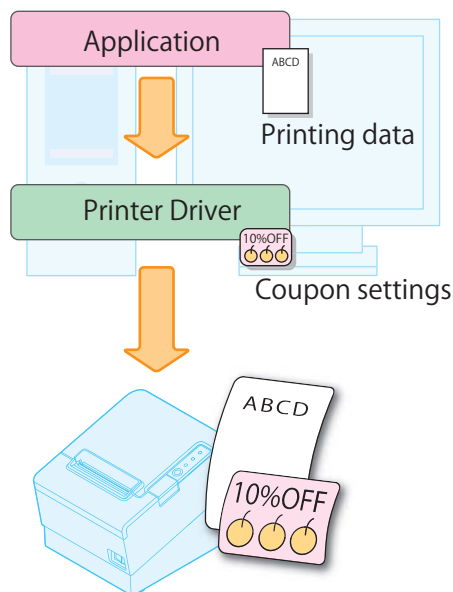 Application
ABCD
Printing data
Printer Driver
10%OFF
Coupon settings
ABCD
10%OFF